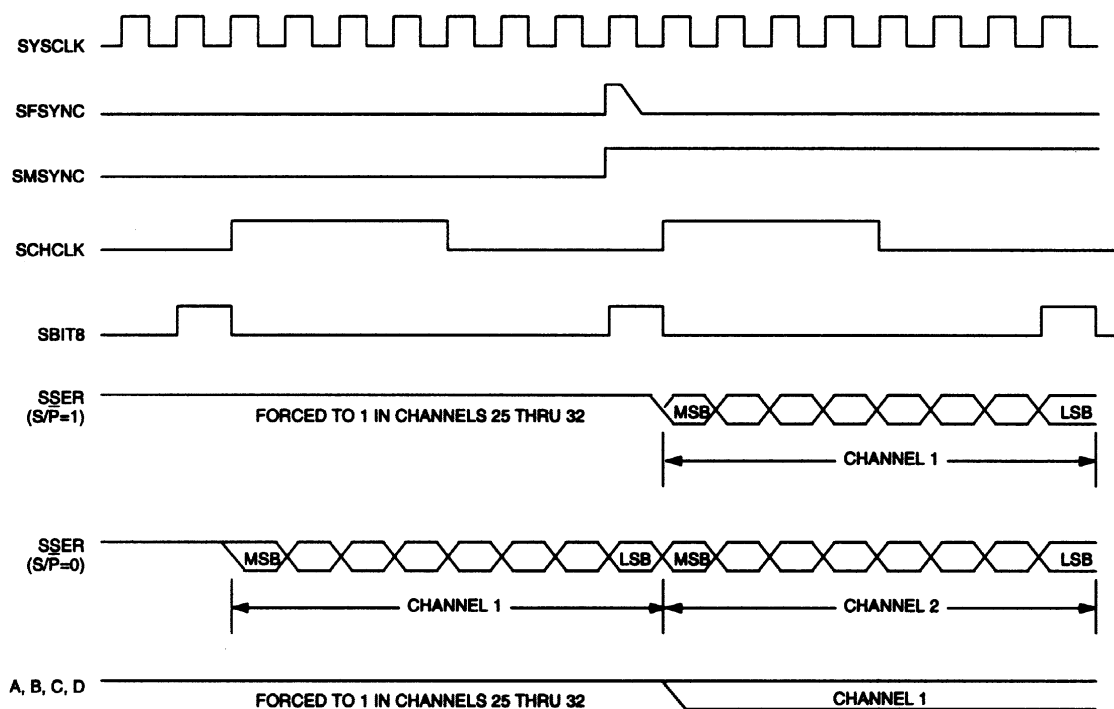 SYSCLK
SFSYNC
SMSYNC
SCHCLK
SBIT8
SSER
(S/P̅=1)
FORCED TO 1 IN CHANNELS 25 THRU 32
MSB
LSB
CHANNEL 1
SSER
(S/P̅=0)
MSB
LSB
MSB
LSB
CHANNEL 1
CHANNEL 2
A, B, C, D
FORCED TO 1 IN CHANNELS 25 THRU 32
CHANNEL 1